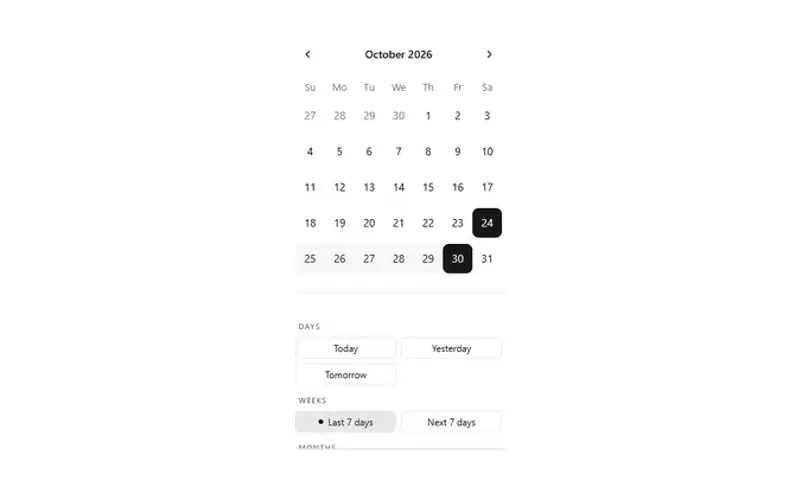 October 2026
Su Mo Tu We Th Fr Sa
27 28 29 30 1 2 3
4 5 6 7 8 9 10
11 12 13 14 15 16 17
18 19 20 21 22 23 24
25 26 27 28 29 30 31
DAYS
Today Yesterday
Tomorrow
WEEKS
Last 7 days Next 7 days
MONTHS